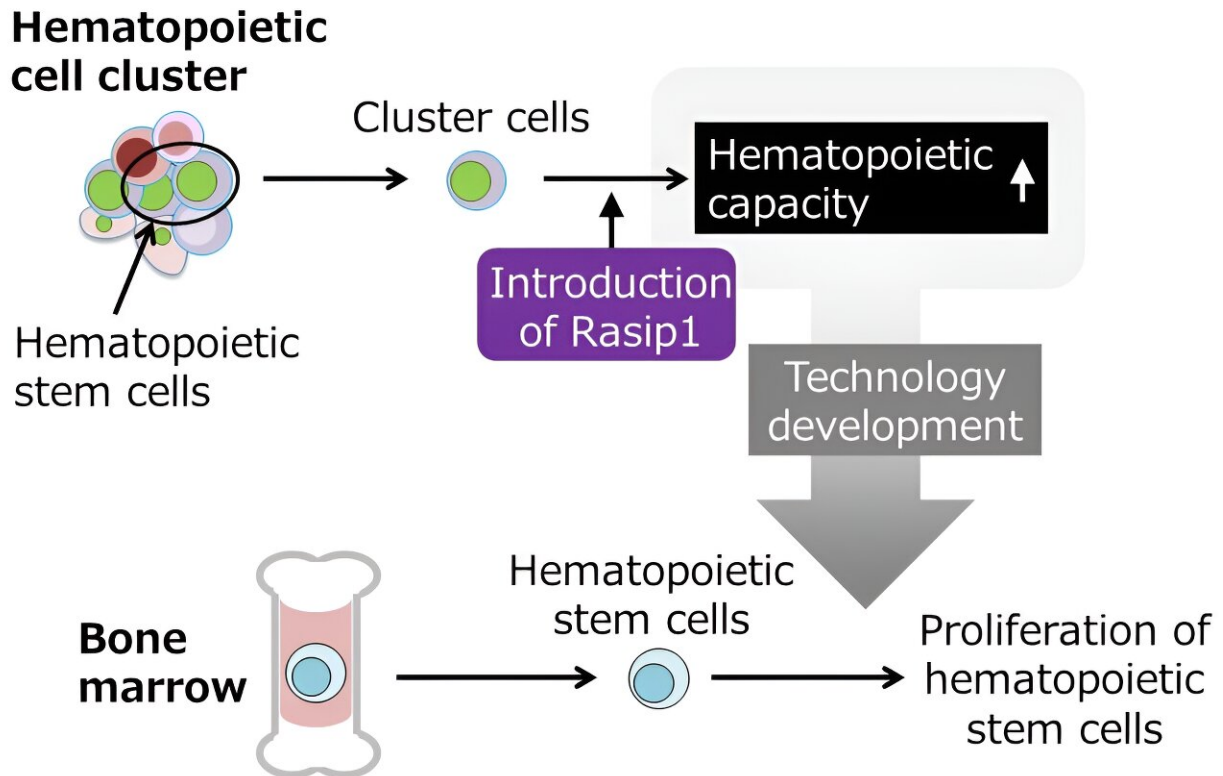 Hematopoietic
cell cluster
Cluster cells
Hematopoietic
capacity
Introduction
of Rasip1
Hematopoietic
stem cells
Technology
development
Hematopoietic
stem cells
Bone
marrow
Proliferation of
hematopoietic
stem cells